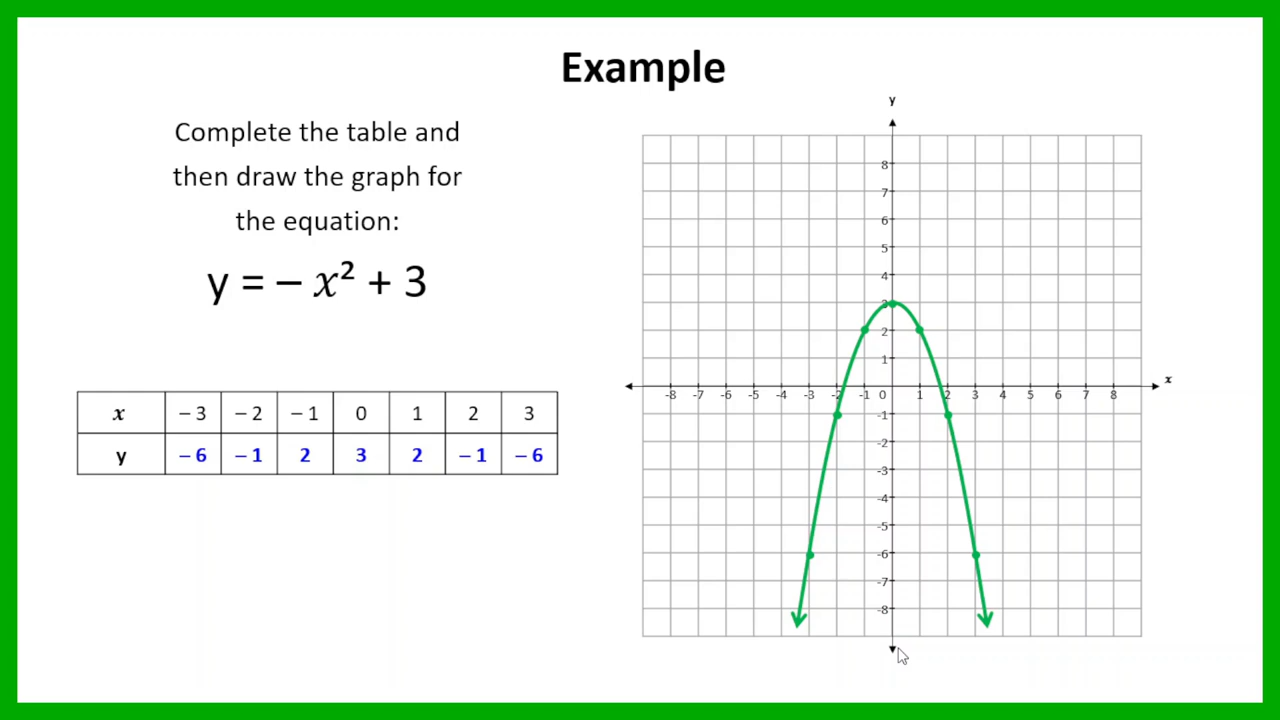 Example
Complete the table and
then draw the graph for
the equation:
y = – x² + 3
x – 3 – 2 – 1 0 1 2 3
y – 6 – 1 2 3 2 – 1 – 6
y
8
7
6
5
4
3
2
1
-8 -7 -6 -5 -4 -3 -2 -1 0 1 2 3 4 5 6 7 8 x
-1
-2
-3
-4
-5
-6
-7
-8